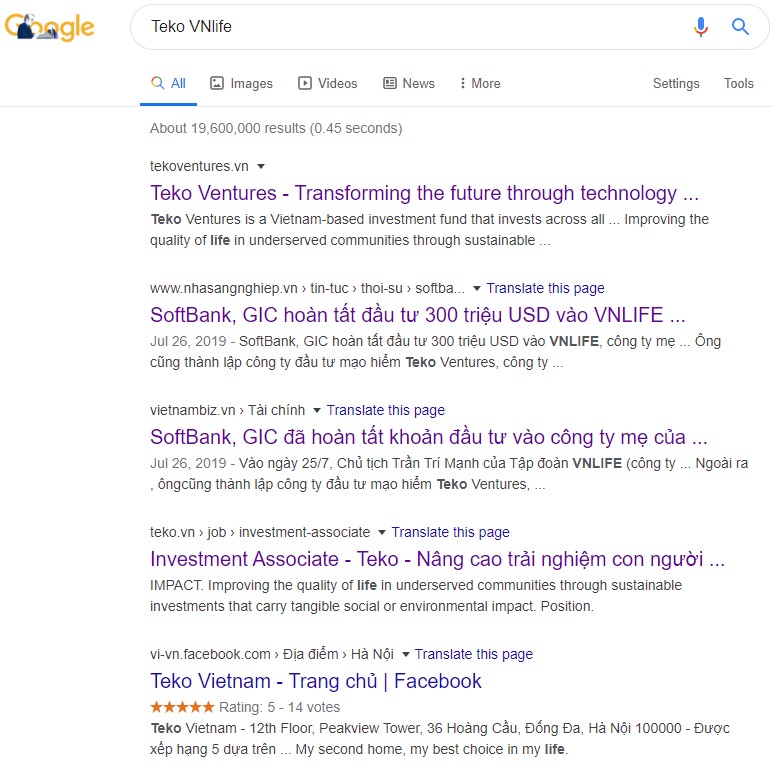 Google
Teko VNlife
All Images Videos News More Settings Tools
About 19,600,000 results (0.45 seconds)
tekoventures.vn
Teko Ventures - Transforming the future through technology ...
Teko Ventures is a Vietnam-based investment fund that invests across all ... Improving the
quality of life in underserved communities through sustainable ...
www.nhasangnghiep.vn › tin-tuc › thoi-su › softba... Translate this page
SoftBank, GIC hoàn tất đầu tư 300 triệu USD vào VNLIFE ...
Jul 26, 2019 - SoftBank, GIC hoàn tất đầu tư 300 triệu USD vào VNLIFE, công ty mẹ ... Ông
cũng thành lập công ty đầu tư mạo hiểm Teko Ventures, công ty ...
vietnambiz.vn › Tài chính Translate this page
SoftBank, GIC đã hoàn tất khoản đầu tư vào công ty mẹ của ...
Jul 26, 2019 - Vào ngày 25/7, Chủ tịch Trần Trí Mạnh của Tập đoàn VNLIFE (công ty ... Ngoài ra
, ôngcũng thành lập công ty đầu tư mạo hiểm Teko Ventures, ...
teko.vn › job › investment-associate Translate this page
Investment Associate - Teko - Nâng cao trải nghiệm con người ...
IMPACT. Improving the quality of life in underserved communities through sustainable
investments that carry tangible social or environmental impact. Position.
vi-vn.facebook.com › Địa điểm › Hà Nội Translate this page
Teko Vietnam - Trang chủ | Facebook
Rating: 5 - 14 votes
Teko Vietnam - 12th Floor, Peakview Tower, 36 Hoàng Cầu, Đống Đa, Hà Nội 100000 - Được
xếp hạng 5 dựa trên ... My second home, my best choice in my life.